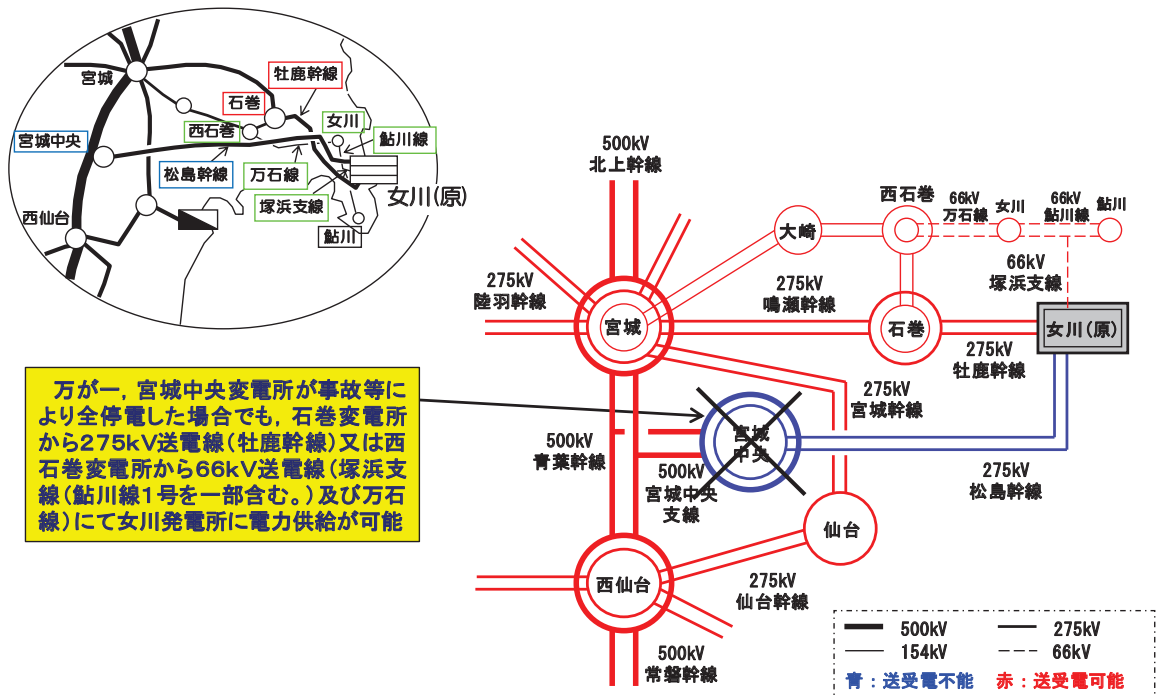 宮城
牡鹿幹線
石巻
西石巻
女川
宮城中央
鮎川線
松島幹線
万石線
塚浜支線
女川(原)
西仙台
鮎川
500kV
北上幹線
西石巻
66kV
万石線
女川
66kV
鮎川線
鮎川
大崎
66kV
塚浜支線
275kV
陸羽幹線
275kV
鳴瀬幹線
宮城
石巻
女川(原)
275kV
牡鹿幹線
275kV
宮城幹線
万が一,宮城中央変電所が事故等に
より全停電した場合でも,石巻変電所
から275kV送電線(牡鹿幹線)又は西
石巻変電所から66kV送電線(塚浜支
線(鮎川線1号を一部含む。)及び万石
線)にて女川発電所に電力供給が可能
宮城
中央
500kV
青葉幹線
500kV
宮城中央
支線
275kV
松島幹線
仙台
西仙台
275kV
仙台幹線
500kV
常磐幹線
500kV
275kV
154kV
66kV
青:送受電不能
赤:送受電可能